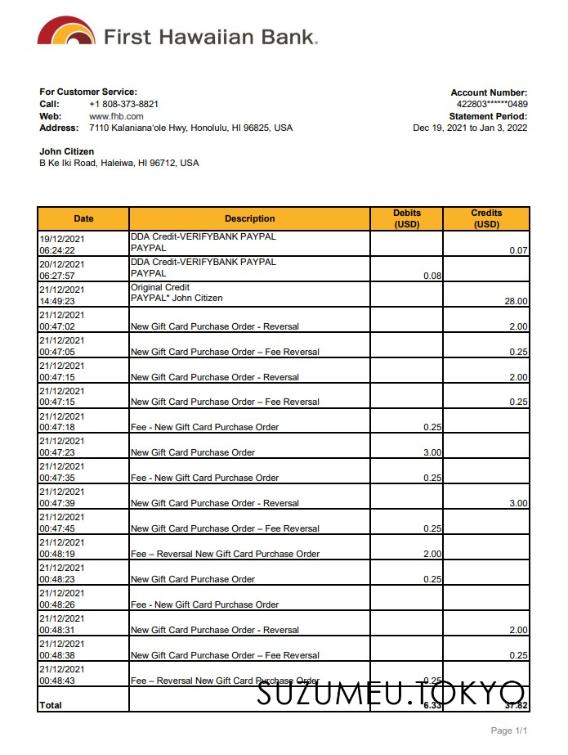 First Hawaiian Bank.
For Customer Service:
Call: +1 808-373-8821
Web: www.fhb.com
Address: 7110 Kalaniana'ole Hwy, Honolulu, HI 96825, USA
Account Number:
422803******0489
Statement Period:
Dec 19, 2021 to Jan 3, 2022
John Citizen
B Ke Iki Road, Haleiwa, HI 96712, USA
Date Description Debits (USD) Credits (USD)
19/12/2021 DDA Credit-VERIFYBANK PAYPAL
06:24:22 PAYPAL 0.07
20/12/2021 DDA Credit-VERIFYBANK PAYPAL
06:27:57 PAYPAL 0.08
21/12/2021 Original Credit
14:49:23 PAYPAL* John Citizen 28.00
21/12/2021
00:47:02 New Gift Card Purchase Order - Reversal 2.00
21/12/2021
00:47:05 New Gift Card Purchase Order – Fee Reversal 0.25
21/12/2021
00:47:15 New Gift Card Purchase Order - Reversal 2.00
21/12/2021
00:47:15 New Gift Card Purchase Order – Fee Reversal 0.25
21/12/2021
00:47:18 Fee - New Gift Card Purchase Order 0.25
21/12/2021
00:47:23 New Gift Card Purchase Order 3.00
21/12/2021
00:47:35 Fee - New Gift Card Purchase Order 0.25
21/12/2021
00:47:39 New Gift Card Purchase Order - Reversal 3.00
21/12/2021
00:47:45 New Gift Card Purchase Order – Fee Reversal 0.25
21/12/2021
00:48:19 Fee – Reversal New Gift Card Purchase Order 2.00
21/12/2021
00:48:23 New Gift Card Purchase Order 0.25
21/12/2021
00:48:26 Fee - New Gift Card Purchase Order
21/12/2021
00:48:31 New Gift Card Purchase Order - Reversal 2.00
21/12/2021
00:48:38 New Gift Card Purchase Order – Fee Reversal 0.25
21/12/2021
00:48:43 Fee – Reversal New Gift Card Purchase Order 0.25
SUZUMEU.TOKYO
Total 6.33 37.82
Page 1/1